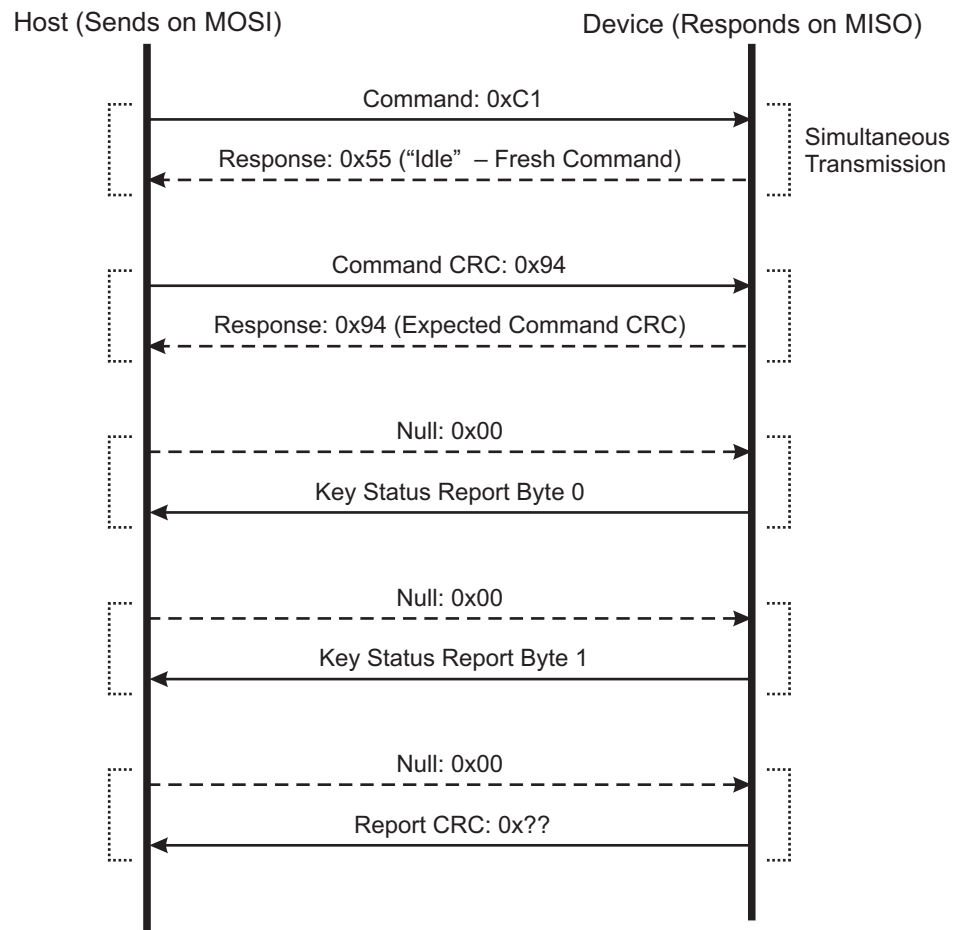 Host (Sends on MOSI)
Device (Responds on MISO)
Command: 0xC1
Simultaneous
Transmission
Response: 0x55 (“Idle” – Fresh Command)
Command CRC: 0x94
Response: 0x94 (Expected Command CRC)
Null: 0x00
Key Status Report Byte 0
Null: 0x00
Key Status Report Byte 1
Null: 0x00
Report CRC: 0x??